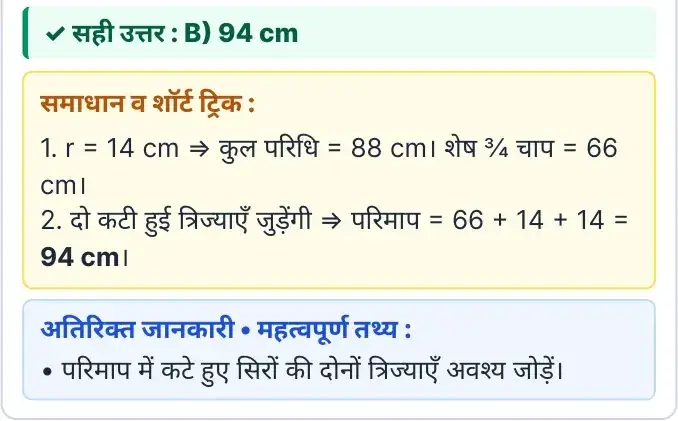 ✓ सही उत्तर : B) 94 cm
समाधान व शॉर्ट ट्रिक :
1. r = 14 cm ⇒ कुल परिधि = 88 cm। शेष ¾ चाप = 66
cm।
2. दो कटी हुई त्रिज्याएँ जुड़ेंगी ⇒ परिमाप = 66 + 14 + 14 =
94 cm।
अतिरिक्त जानकारी • महत्वपूर्ण तथ्य :
• परिमाप में कटे हुए सिरों की दोनों त्रिज्याएँ अवश्य जोड़ें।